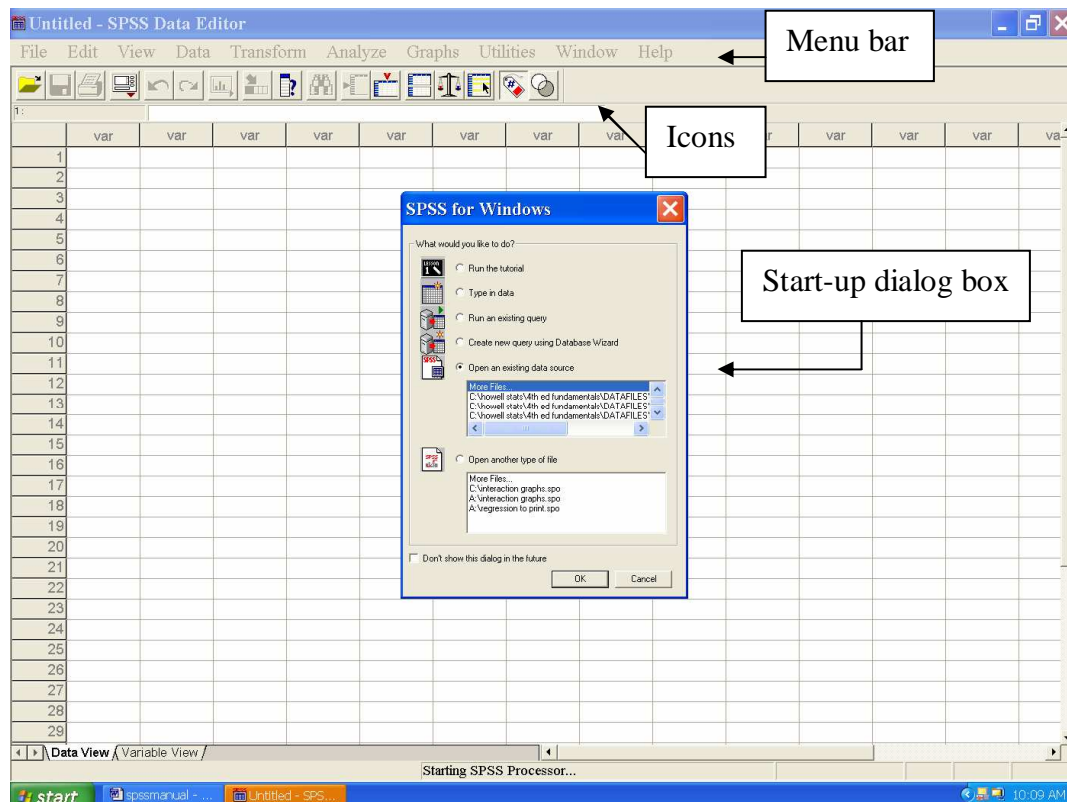 Untitled - SPSS Data Editor
File Edit View Data Transform Analyze Graphs Utilities Window Help
Menu bar
1 :
Icons
var var var var var var var var r var var var va
1
2
3
4
5
6
7
8
9
10
11
12
13
14
15
16
17
18
19
20
21
22
23
24
25
26
27
28
29
SPSS for Windows
What would you like to do?
Run the tutorial
Type in data
Run an existing query
Create new query using Database Wizard
Open an existing data source
More Files...
C:\howell stats\4th ed fundamentals\DATAFILES
C:\howell stats\4th ed fundamentals\DATAFILES
C:\howell stats\4th ed fundamentals\DATAFILES
Open another type of file
More Files...
C:\interaction graphs.spo
A:\interaction graphs.spo
A:\regression to print.spo
Don't show this dialog in the future
OK Cancel
Start-up dialog box
Data View Variable View
Starting SPSS Processor...
start spssmanual - ... Untitled - SPS... 10:09 AM